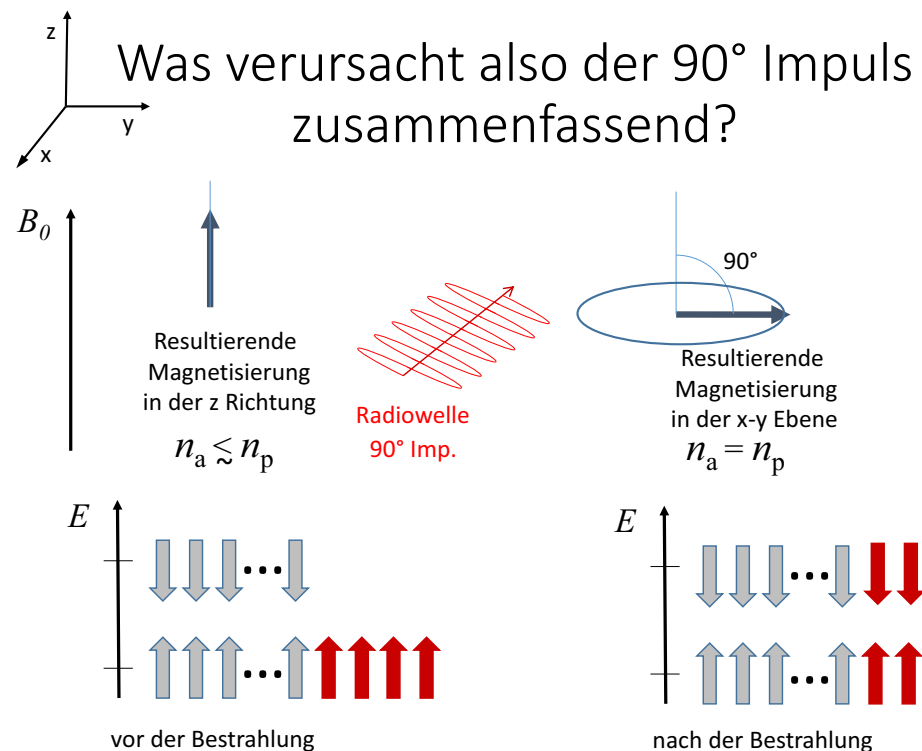 z
y
x
Was verursacht also der 90° Impuls
zusammenfassend?
B₀
90°
Resultierende
Magnetisierung
in der z Richtung
nₐ ≲ nₚ
Radiowelle
90° Imp.
Resultierende
Magnetisierung
in der x-y Ebene
nₐ = nₚ
E
...
...
vor der Bestrahlung
E
...
...
nach der Bestrahlung